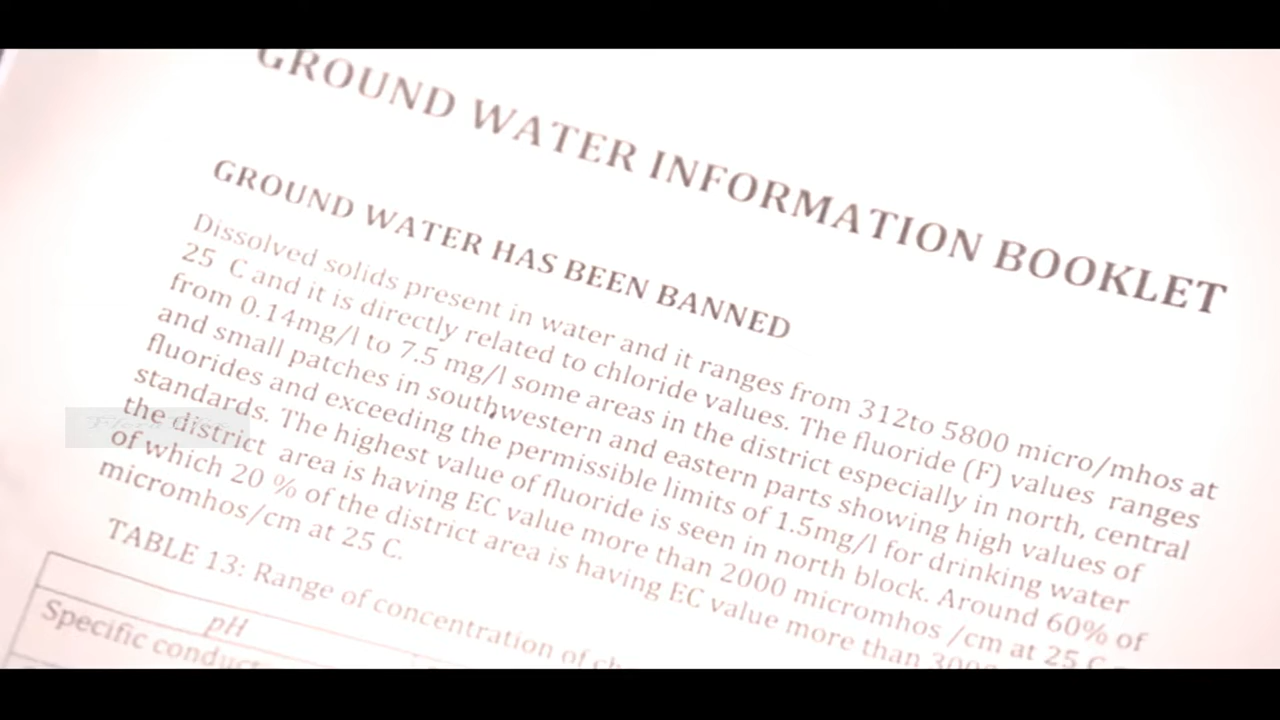 GROUND WATER INFORMATION BOOKLET
GROUND WATER HAS BEEN BANNED
Dissolved solids present in water and it ranges from 312to 5800 micro/mhos at
25 C and it is directly related to chloride values. The fluoride (F) values ranges
from 0.14mg/l to 7.5 mg/l some areas in the district especially in north, central
and small patches in southwestern and eastern parts showing high values of
fluorides and exceeding the permissible limits of 1.5mg/l for drinking water
standards. The highest value of fluoride is seen in north block. Around 60% of
the district area is having EC value more than 2000 micromhos /cm at 25 C
of which 20 % of the district area is having EC value more than 3000
micromhos/cm at 25 C.
TABLE 13: Range of concentration of
pH
Specific